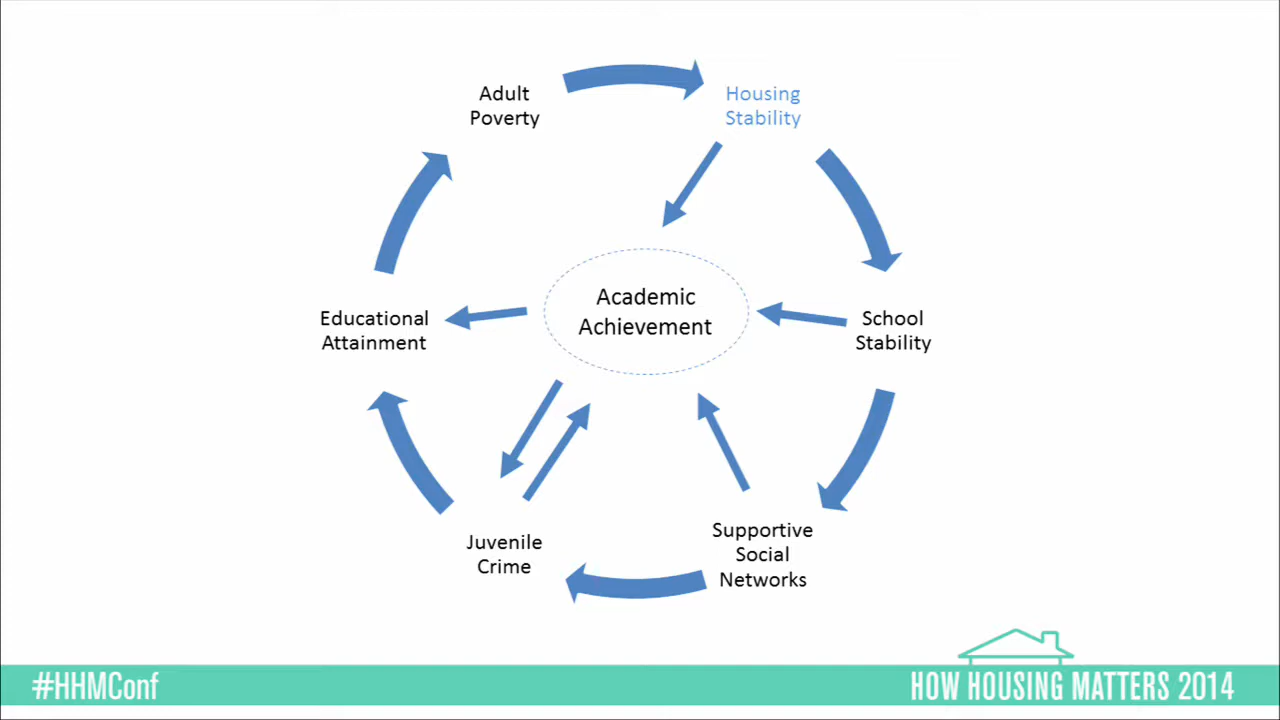 Adult
Poverty
Housing
Stability
Academic
Achievement
Educational
Attainment
School
Stability
Juvenile
Crime
Supportive
Social
Networks
#HHMConf
HOW HOUSING MATTERS 2014